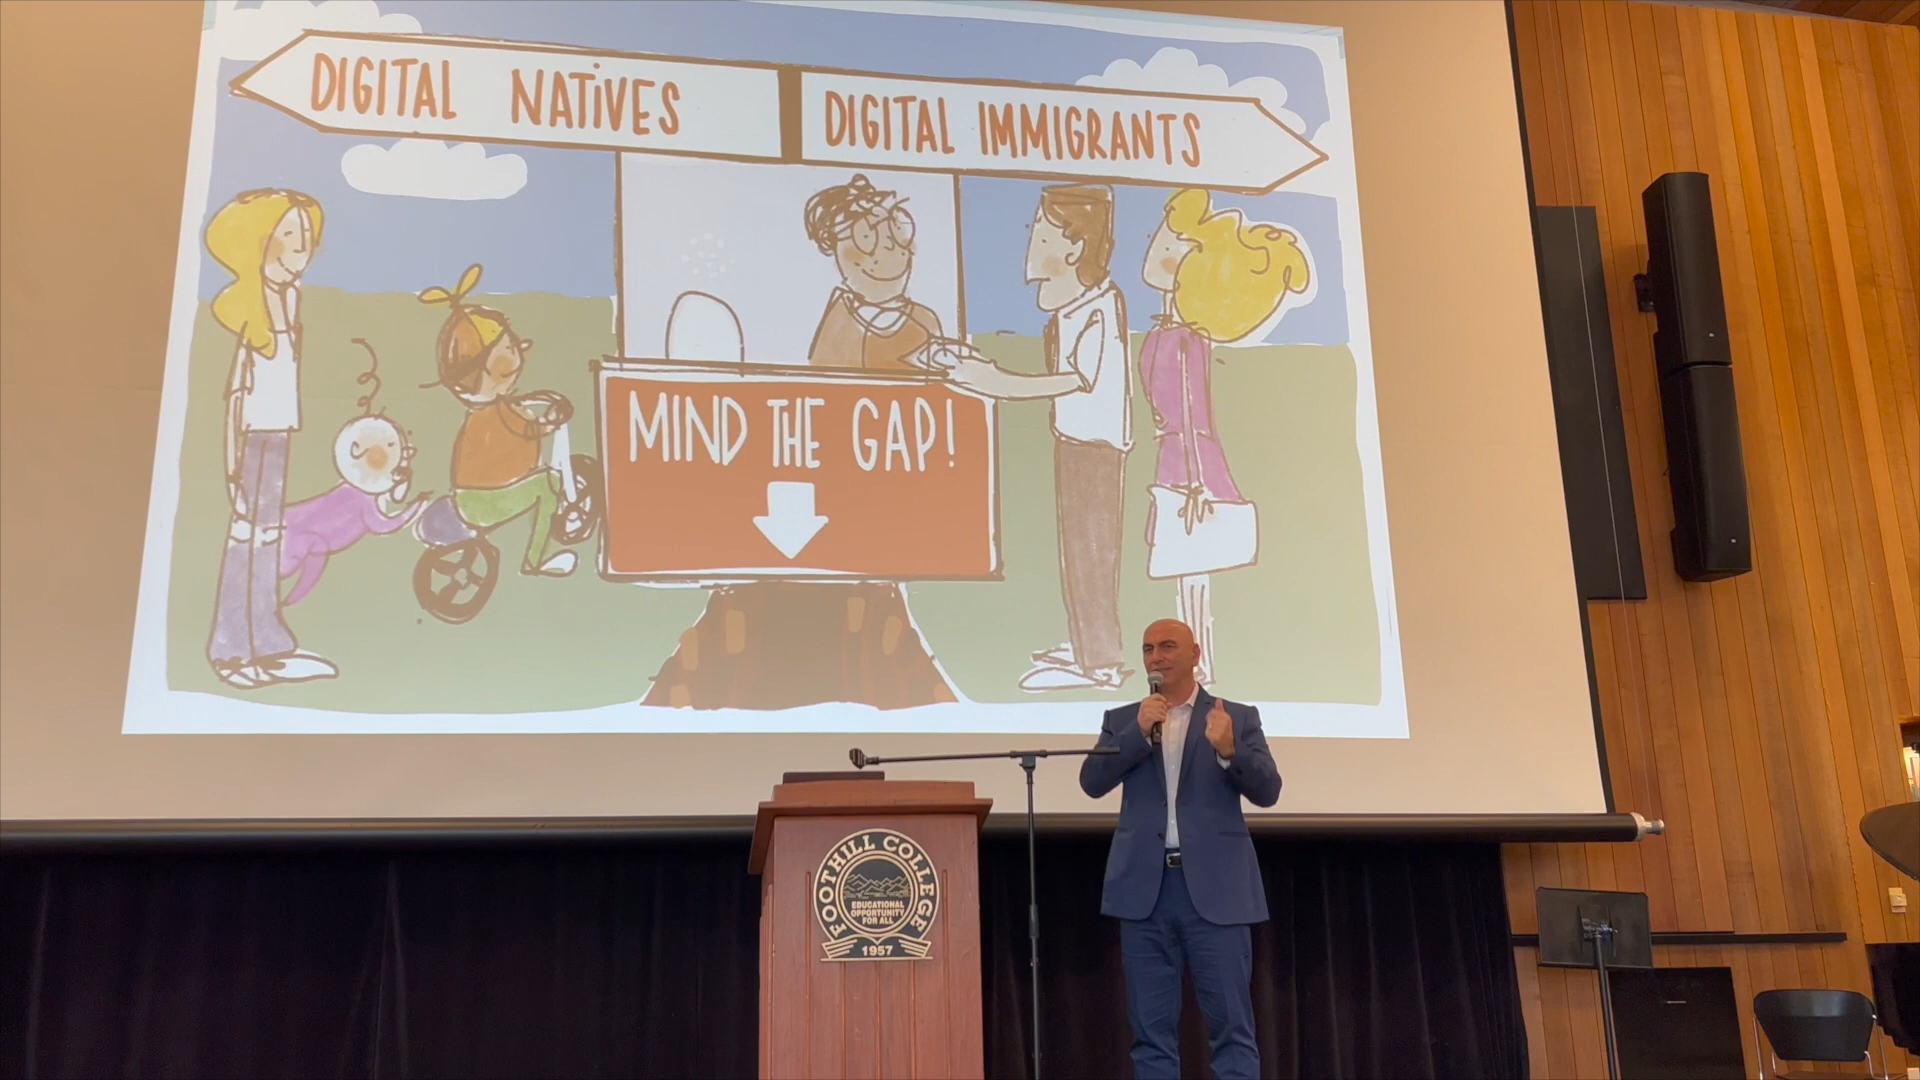 DIGITAL NATIVES
DIGITAL IMMIGRANTS
MIND THE GAP!
FOOTHILL COLLEGE
EDUCATIONAL
OPPORTUNITY
FOR ALL
1957